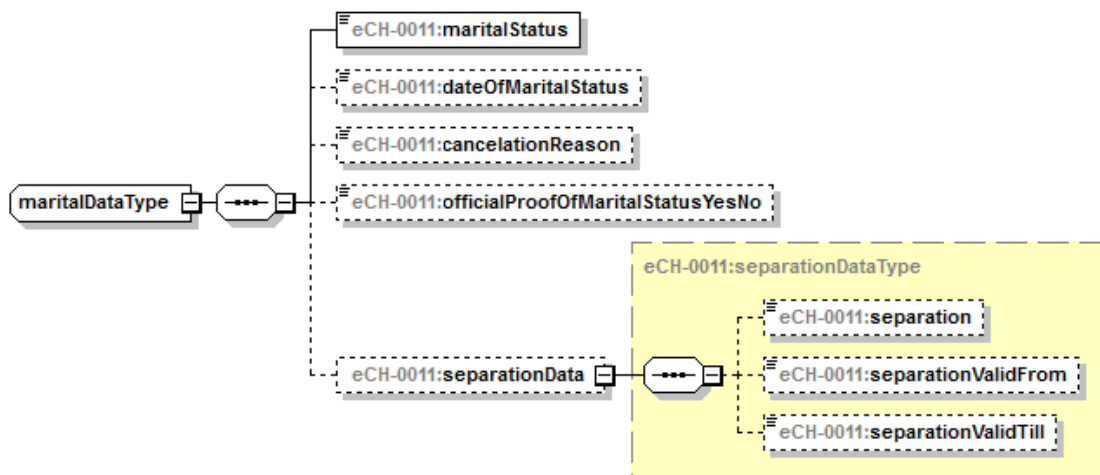 eCH-0011:maritalStatus
eCH-0011:dateOfMaritalStatus
eCH-0011:cancelationReason
maritalDataType
eCH-0011:officialProofOfMaritalStatusYesNo
eCH-0011:separationDataType
eCH-0011:separation
eCH-0011:separationData
eCH-0011:separationValidFrom
eCH-0011:separationValidTill